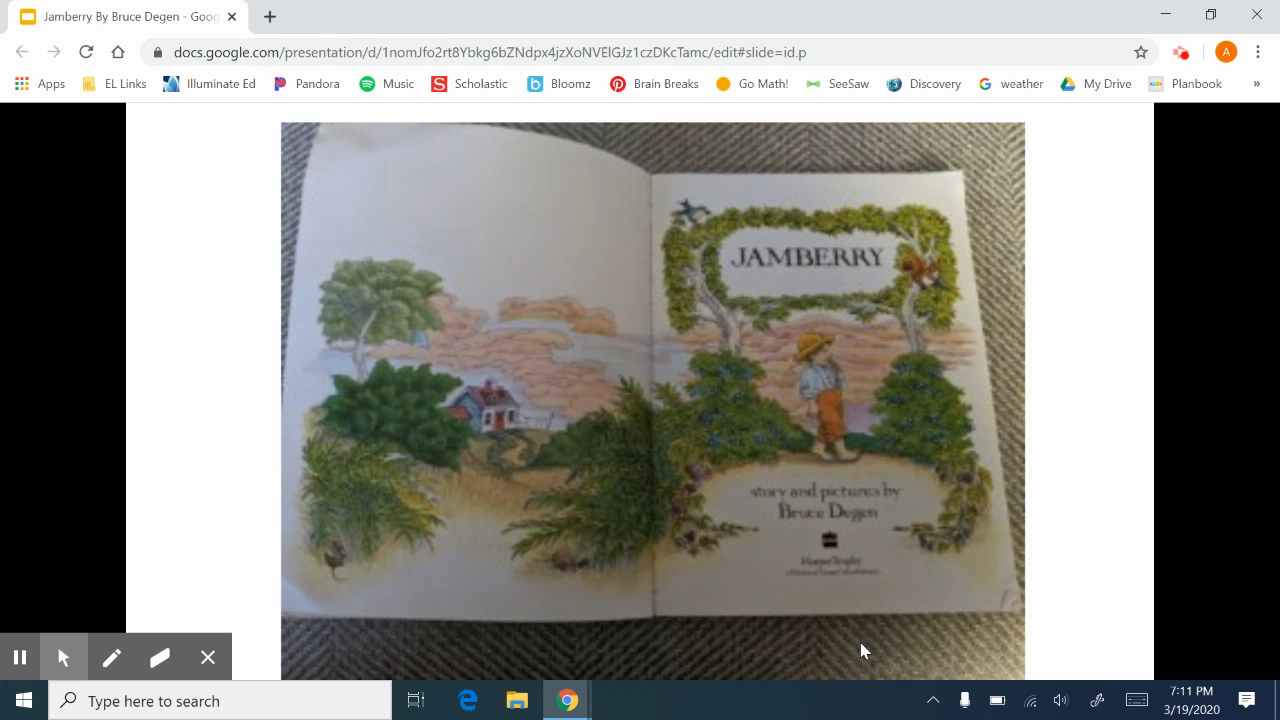 Jamberry By Bruce Degen - Goog
docs.google.com/presentation/d/1nomJfo2rt8Ybkq6bZNdpx4jzXoNVElGJz1czDKcTamc/edit#slide=id.p
A
Apps
EL Links
Illuminate Ed
Pandora
Music
S Scholastic
Bloomz
Brain Breaks
Go Math!
SeeSaw
Discovery
weather
My Drive
Planbook
»
JAMBERRY
story and pictures by
Bruce Degen
HarperTrophy
Type here to search
7:11 PM
3/19/2020